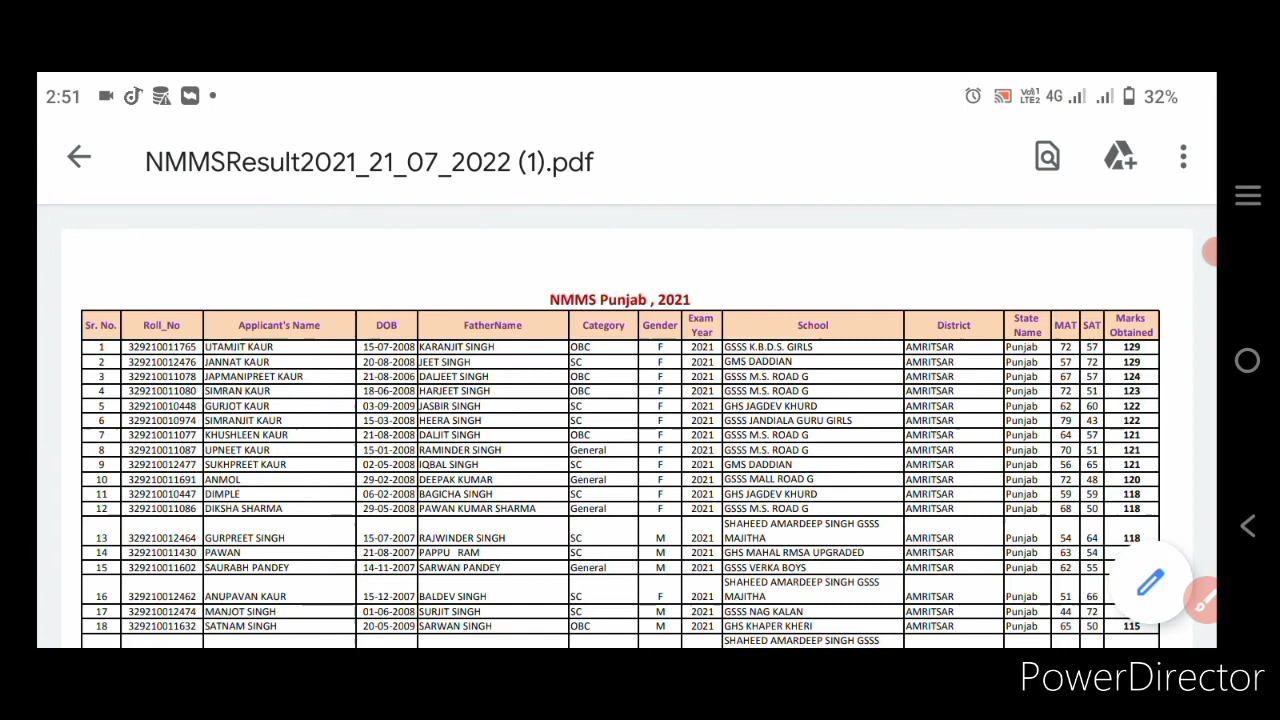 2:51 Vo))1 LTE2 4G 32%
NMMSResult2021_21_07_2022 (1).pdf
NMMS Punjab , 2021
Sr. No. Roll_No Applicant's Name DOB FatherName Category Gender Exam Year School District State Name MAT SAT Marks Obtained
1 329210011765 UTAMJIT KAUR 15-07-2008 KARANJIT SINGH OBC F 2021 GSSS K.B.D.S. GIRLS AMRITSAR Punjab 72 57 129
2 329210012476 JANNAT KAUR 20-08-2008 JEET SINGH SC F 2021 GMS DADDIAN AMRITSAR Punjab 57 72 129
3 329210011078 JAPMANIPREET KAUR 21-08-2006 DALJEET SINGH OBC F 2021 GSSS M.S. ROAD G AMRITSAR Punjab 67 57 124
4 329210011080 SIMRAN KAUR 18-06-2008 HARJEET SINGH OBC F 2021 GSSS M.S. ROAD G AMRITSAR Punjab 72 51 123
5 329210010448 GURJOT KAUR 03-09-2009 JASBIR SINGH SC F 2021 GHS JAGDEV KHURD AMRITSAR Punjab 62 60 122
6 329210010974 SIMRANJIT KAUR 15-03-2008 HEERA SINGH SC F 2021 GSSS JANDIALA GURU GIRLS AMRITSAR Punjab 79 43 122
7 329210011077 KHUSHLEEN KAUR 21-08-2008 DALJIT SINGH OBC F 2021 GSSS M.S. ROAD G AMRITSAR Punjab 64 57 121
8 329210011087 UPNEET KAUR 15-01-2008 RAMINDER SINGH General F 2021 GSSS M.S. ROAD G AMRITSAR Punjab 70 51 121
9 329210012477 SUKHPREET KAUR 02-05-2008 IQBAL SINGH SC F 2021 GMS DADDIAN AMRITSAR Punjab 56 65 121
10 329210011691 ANMOL 29-02-2008 DEEPAK KUMAR General F 2021 GSSS MALL ROAD G AMRITSAR Punjab 72 48 120
11 329210010447 DIMPLE 06-02-2008 BAGICHA SINGH SC F 2021 GHS JAGDEV KHURD AMRITSAR Punjab 59 59 118
12 329210011086 DIKSHA SHARMA 29-05-2008 PAWAN KUMAR SHARMA General F 2021 GSSS M.S. ROAD G AMRITSAR Punjab 68 50 118
SHAHEED AMARDEEP SINGH GSSS
13 329210012464 GURPREET SINGH 15-07-2007 RAJWINDER SINGH SC M 2021 MAJITHA AMRITSAR Punjab 54 64 118
14 329210011430 PAWAN 21-08-2007 PAPPU RAM SC M 2021 GHS MAHAL RMSA UPGRADED AMRITSAR Punjab 63 54
15 329210011602 SAURABH PANDEY 14-11-2007 SARWAN PANDEY General M 2021 GSSS VERKA BOYS AMRITSAR Punjab 62 55
SHAHEED AMARDEEP SINGH GSSS
16 329210012462 ANUPAVAN KAUR 15-12-2007 BALDEV SINGH SC F 2021 MAJITHA AMRITSAR Punjab 51 66
17 329210012474 MANJOT SINGH 01-06-2008 SURJIT SINGH SC M 2021 GSSS NAG KALAN AMRITSAR Punjab 44 72
18 329210011632 SATNAM SINGH 20-05-2009 SARWAN SINGH OBC M 2021 GHS KHAPER KHERI AMRITSAR Punjab 65 50 115
SHAHEED AMARDEEP SINGH GSSS
PowerDirector